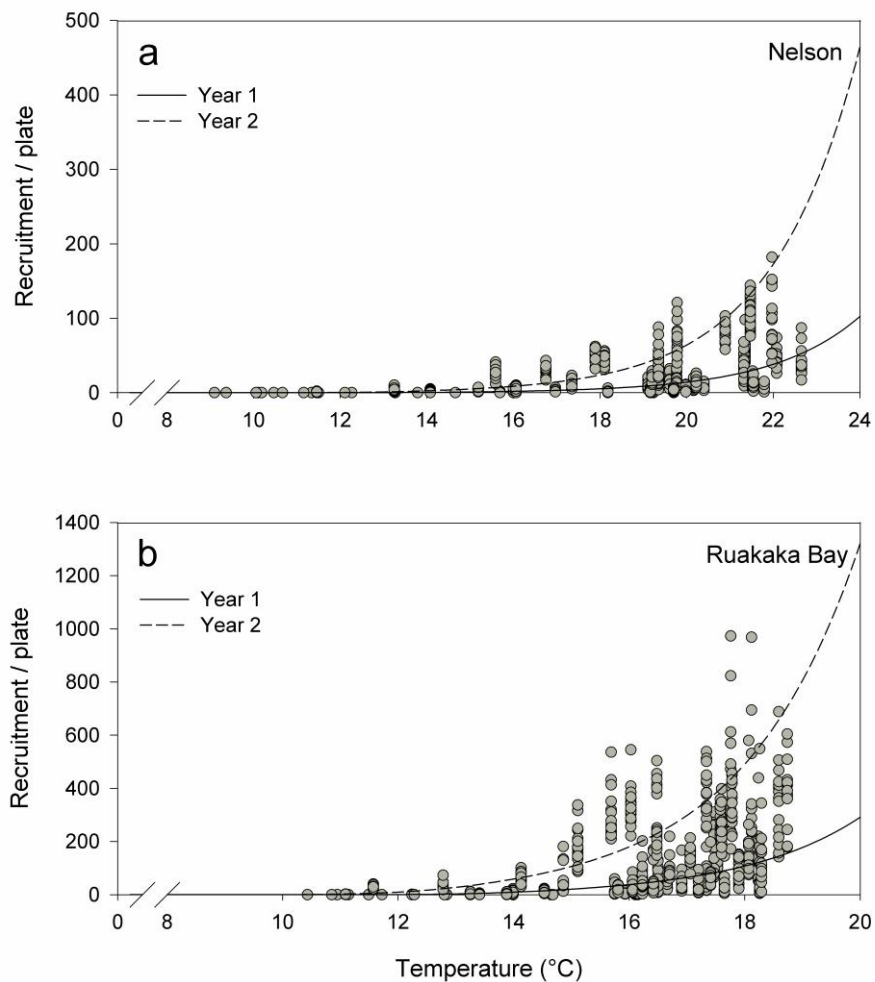 500
a
Nelson
400
Year 1
Year 2
300
200
100
0
Recruitment / plate
0 8 10 12 14 16 18 20 22 24
1400
b
Ruakaka Bay
1200
Year 1
1000
Year 2
800
600
400
200
0
Recruitment / plate
0 8 10 12 14 16 18 20
Temperature (°C)